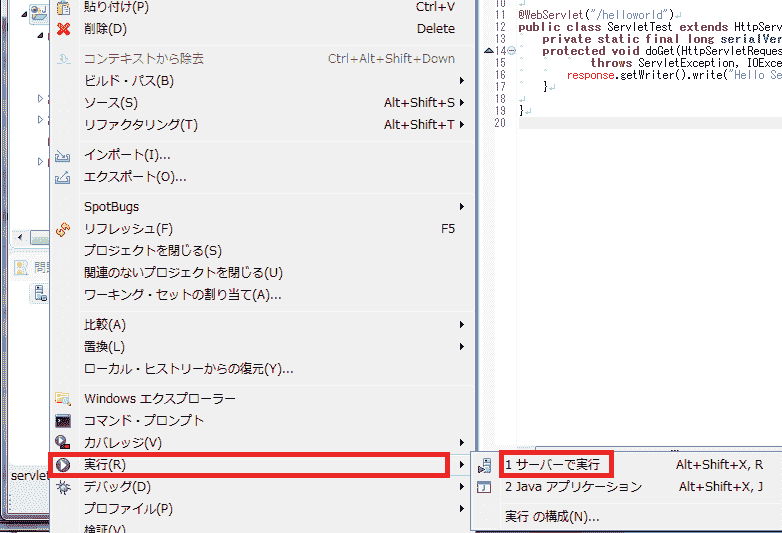 貼り付け(P) Ctrl+V
削除(D) Delete
コンテキストから除去 Ctrl+Alt+Shift+Down
ビルド・パス(B)
ソース(S) Alt+Shift+S
リファクタリング(T) Alt+Shift+T
インポート(I)...
エクスポート(O)...
SpotBugs
リフレッシュ(F) F5
プロジェクトを閉じる(S)
関連のないプロジェクトを閉じる(U)
ワーキング・セットの割り当て(A)...
比較(A)
置換(L)
ローカル・ヒストリーからの復元(Y)...
Windows エクスプローラー
コマンド・プロンプト
カバレッジ(V)
実行(R)
デバッグ(D)
プロファイル(P)
検証(V)
問
servlet
1 サーバーで実行 Alt+Shift+X, R
2 Java アプリケーション Alt+Shift+X, J
実行 の構成(N)...
10
11 @WebServlet("/helloworld")
12 public class ServletTest extends HttpServ
13 private static final long serialVer
14 protected void doGet(HttpServletReques
15 throws ServletException, IOExce
16 response.getWriter().write("Hello Se
17 }
18
19 }
20